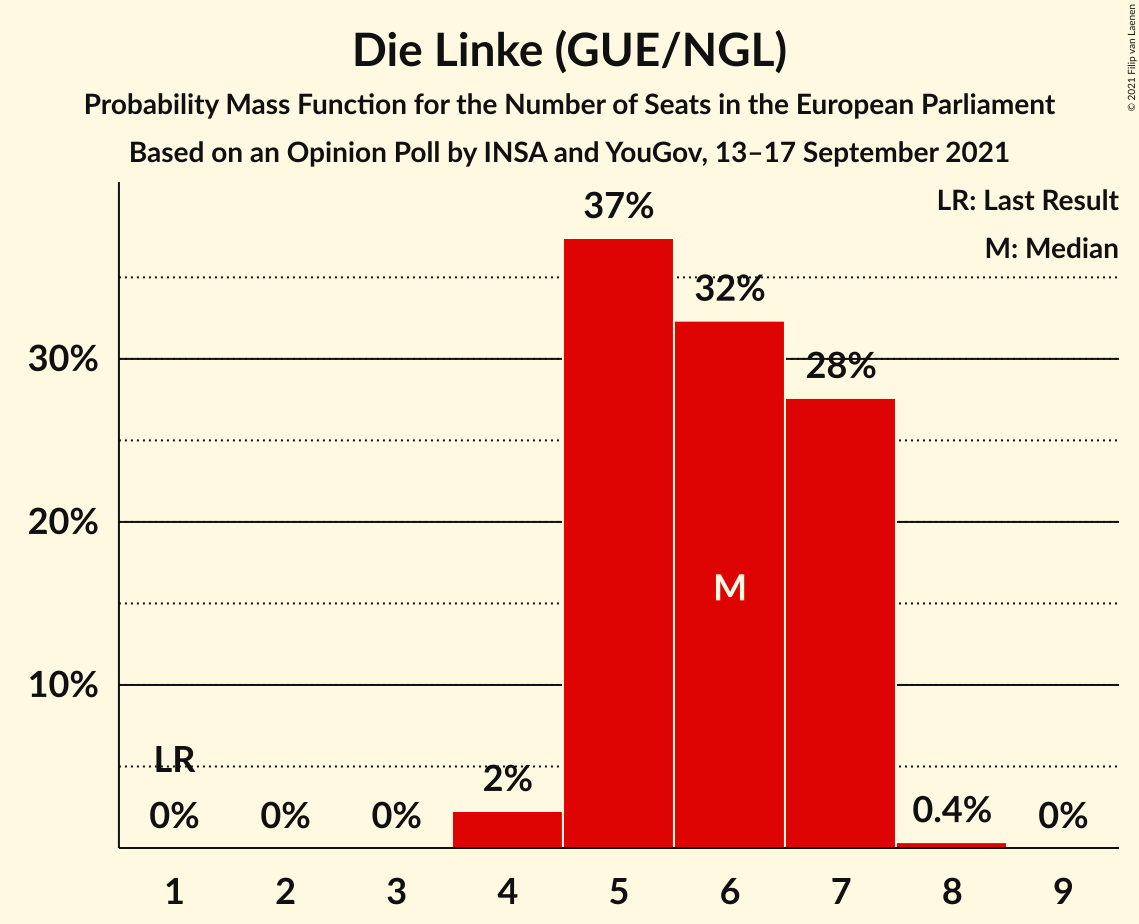 Die Linke (GUE/NGL)
Probability Mass Function for the Number of Seats in the European Parliament
Based on an Opinion Poll by INSA and YouGov, 13–17 September 2021
© 2021 Filip van Laenen
LR: Last Result
M: Median
37%
32%
28%
30%
20%
10%
M
LR
0%
0%
0%
2%
0.4%
0%
1 2 3 4 5 6 7 8 9